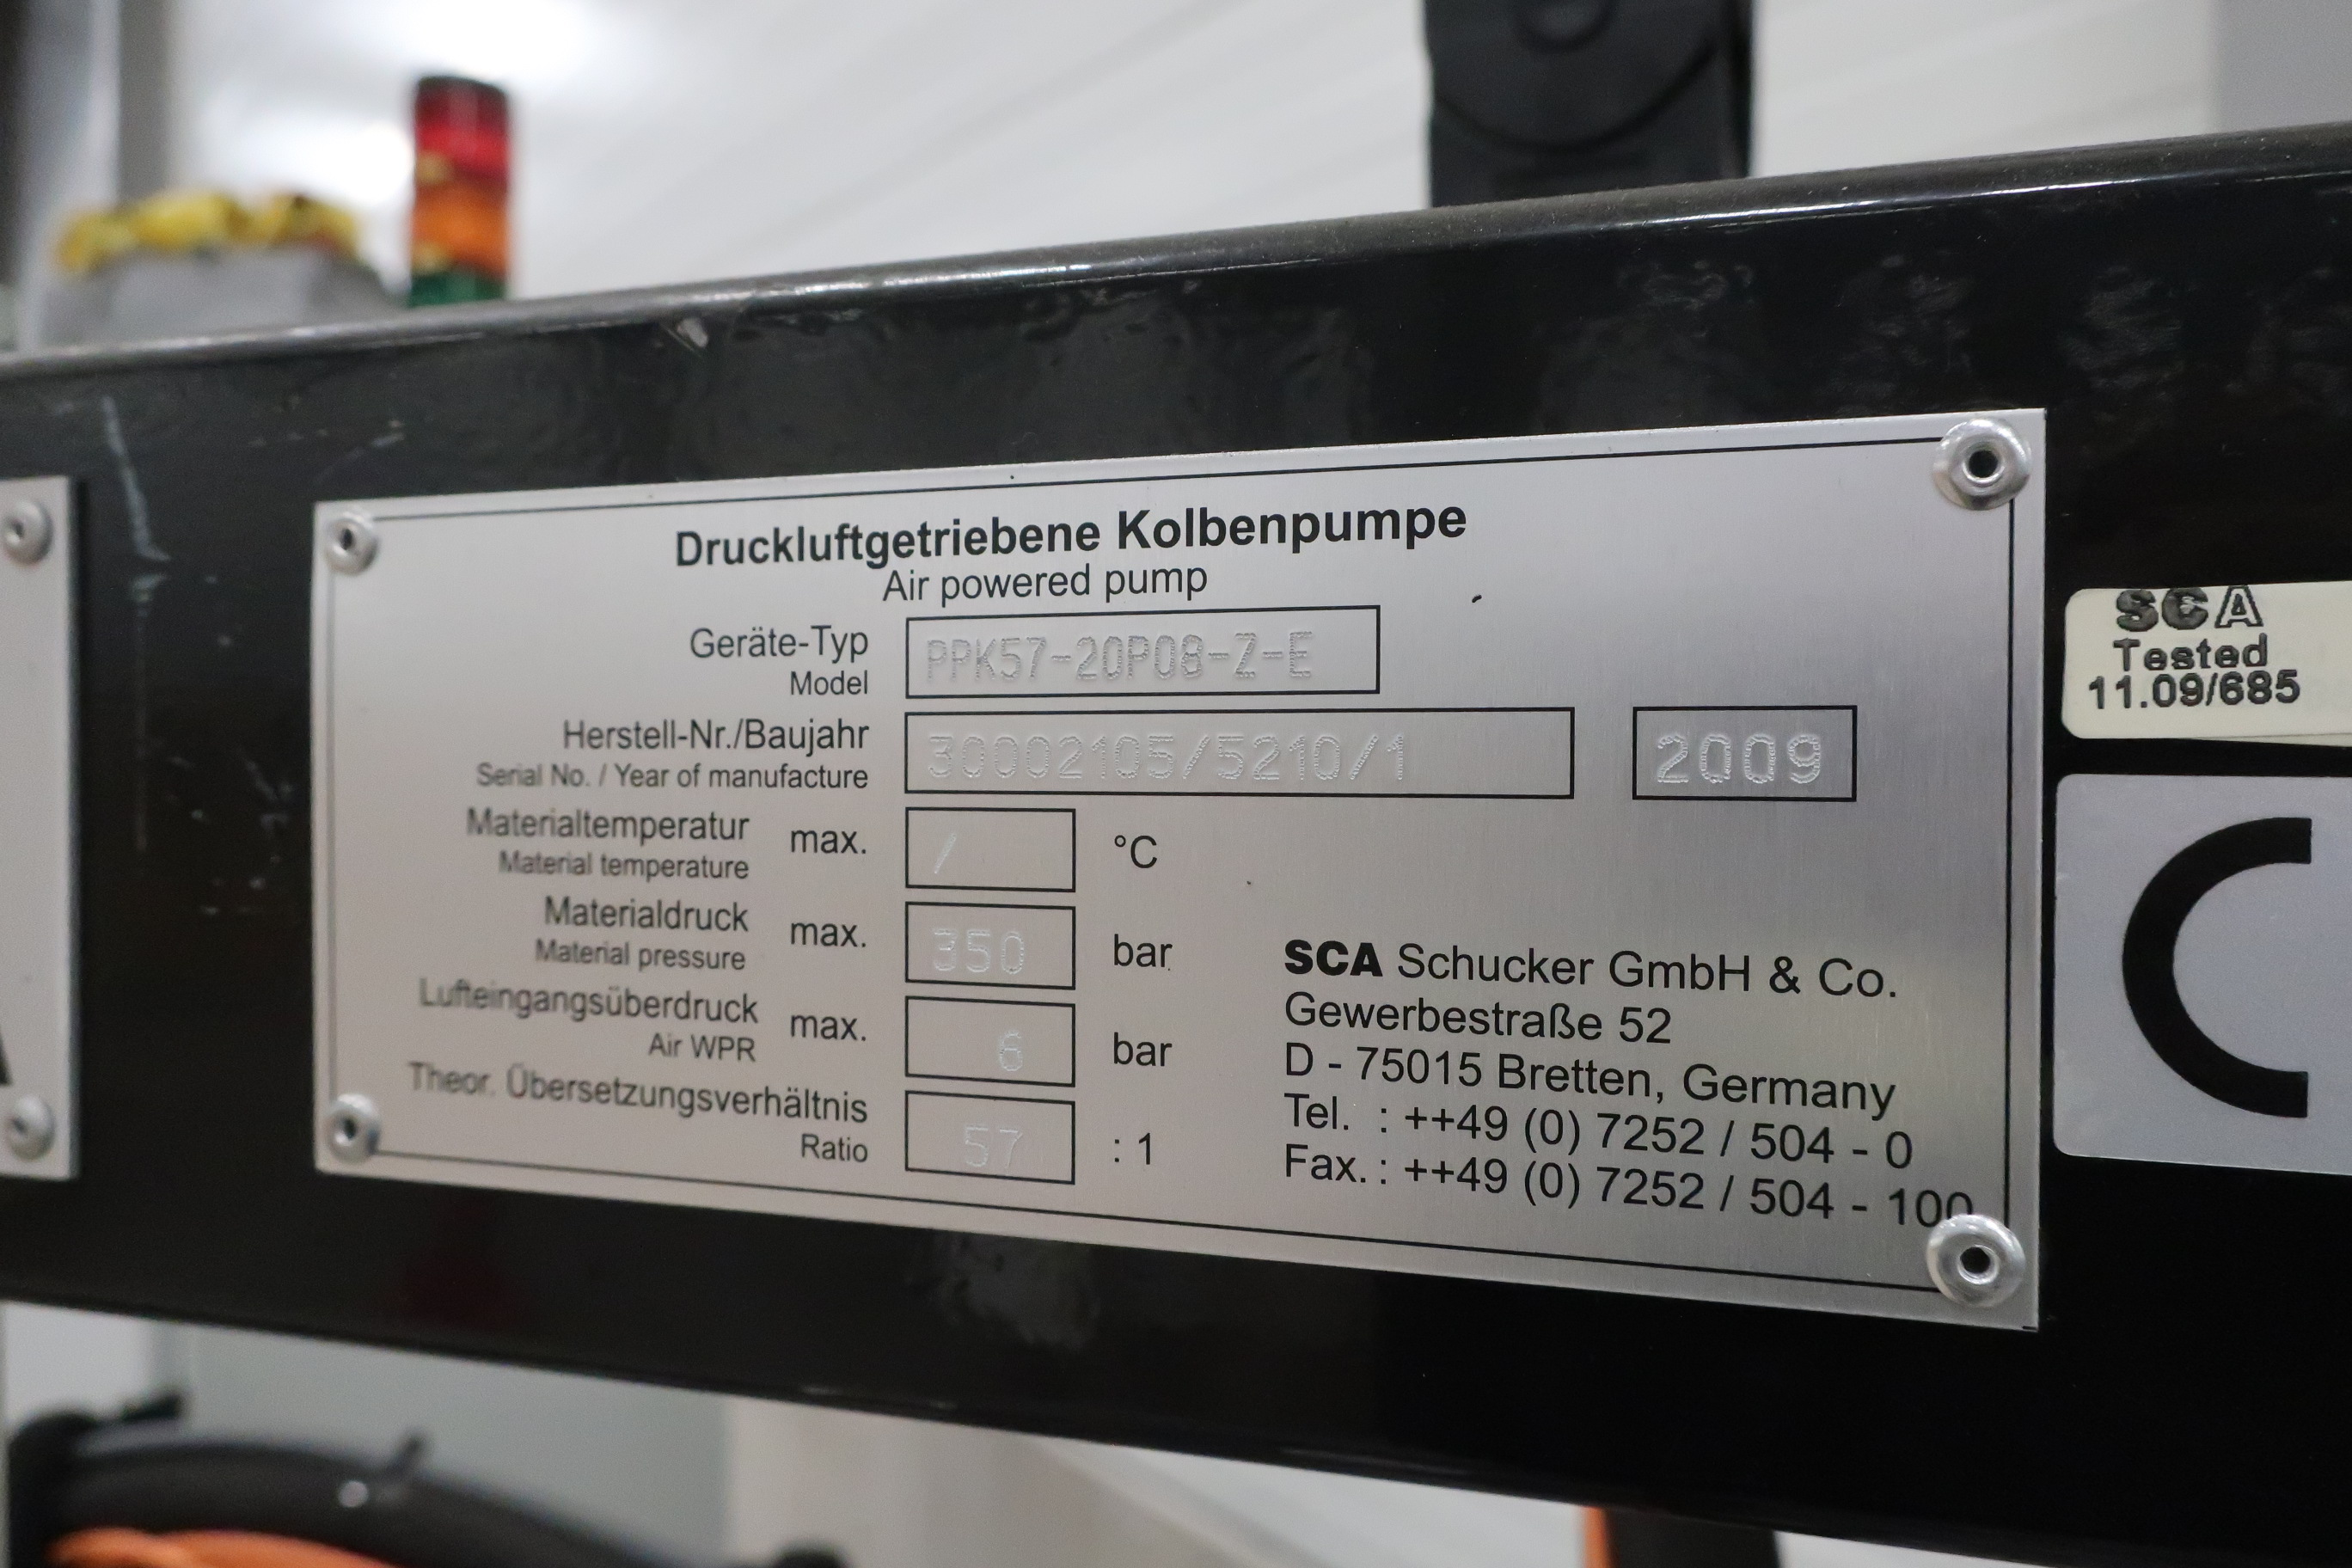 Druckluftgetriebene Kolbenpumpe
Air powered pump
Geräte-Typ
Model
PPK57-20P08-Z-E
Herstell-Nr./Baujahr
Serial No. / Year of manufacture
30002105/5210/1
2009
Materialtemperatur
Material temperature
max. / °C
Materialdruck
Material pressure
max. 350 bar
Lufteingangsüberdruck
Air WPR
max. 6 bar
Theor. Übersetzungsverhältnis
Ratio
57 : 1
SCA Schucker GmbH & Co.
Gewerbestraße 52
D - 75015 Bretten, Germany
Tel. : ++49 (0) 7252 / 504 - 0
Fax. : ++49 (0) 7252 / 504 - 100
SCA
Tested
11.09/685